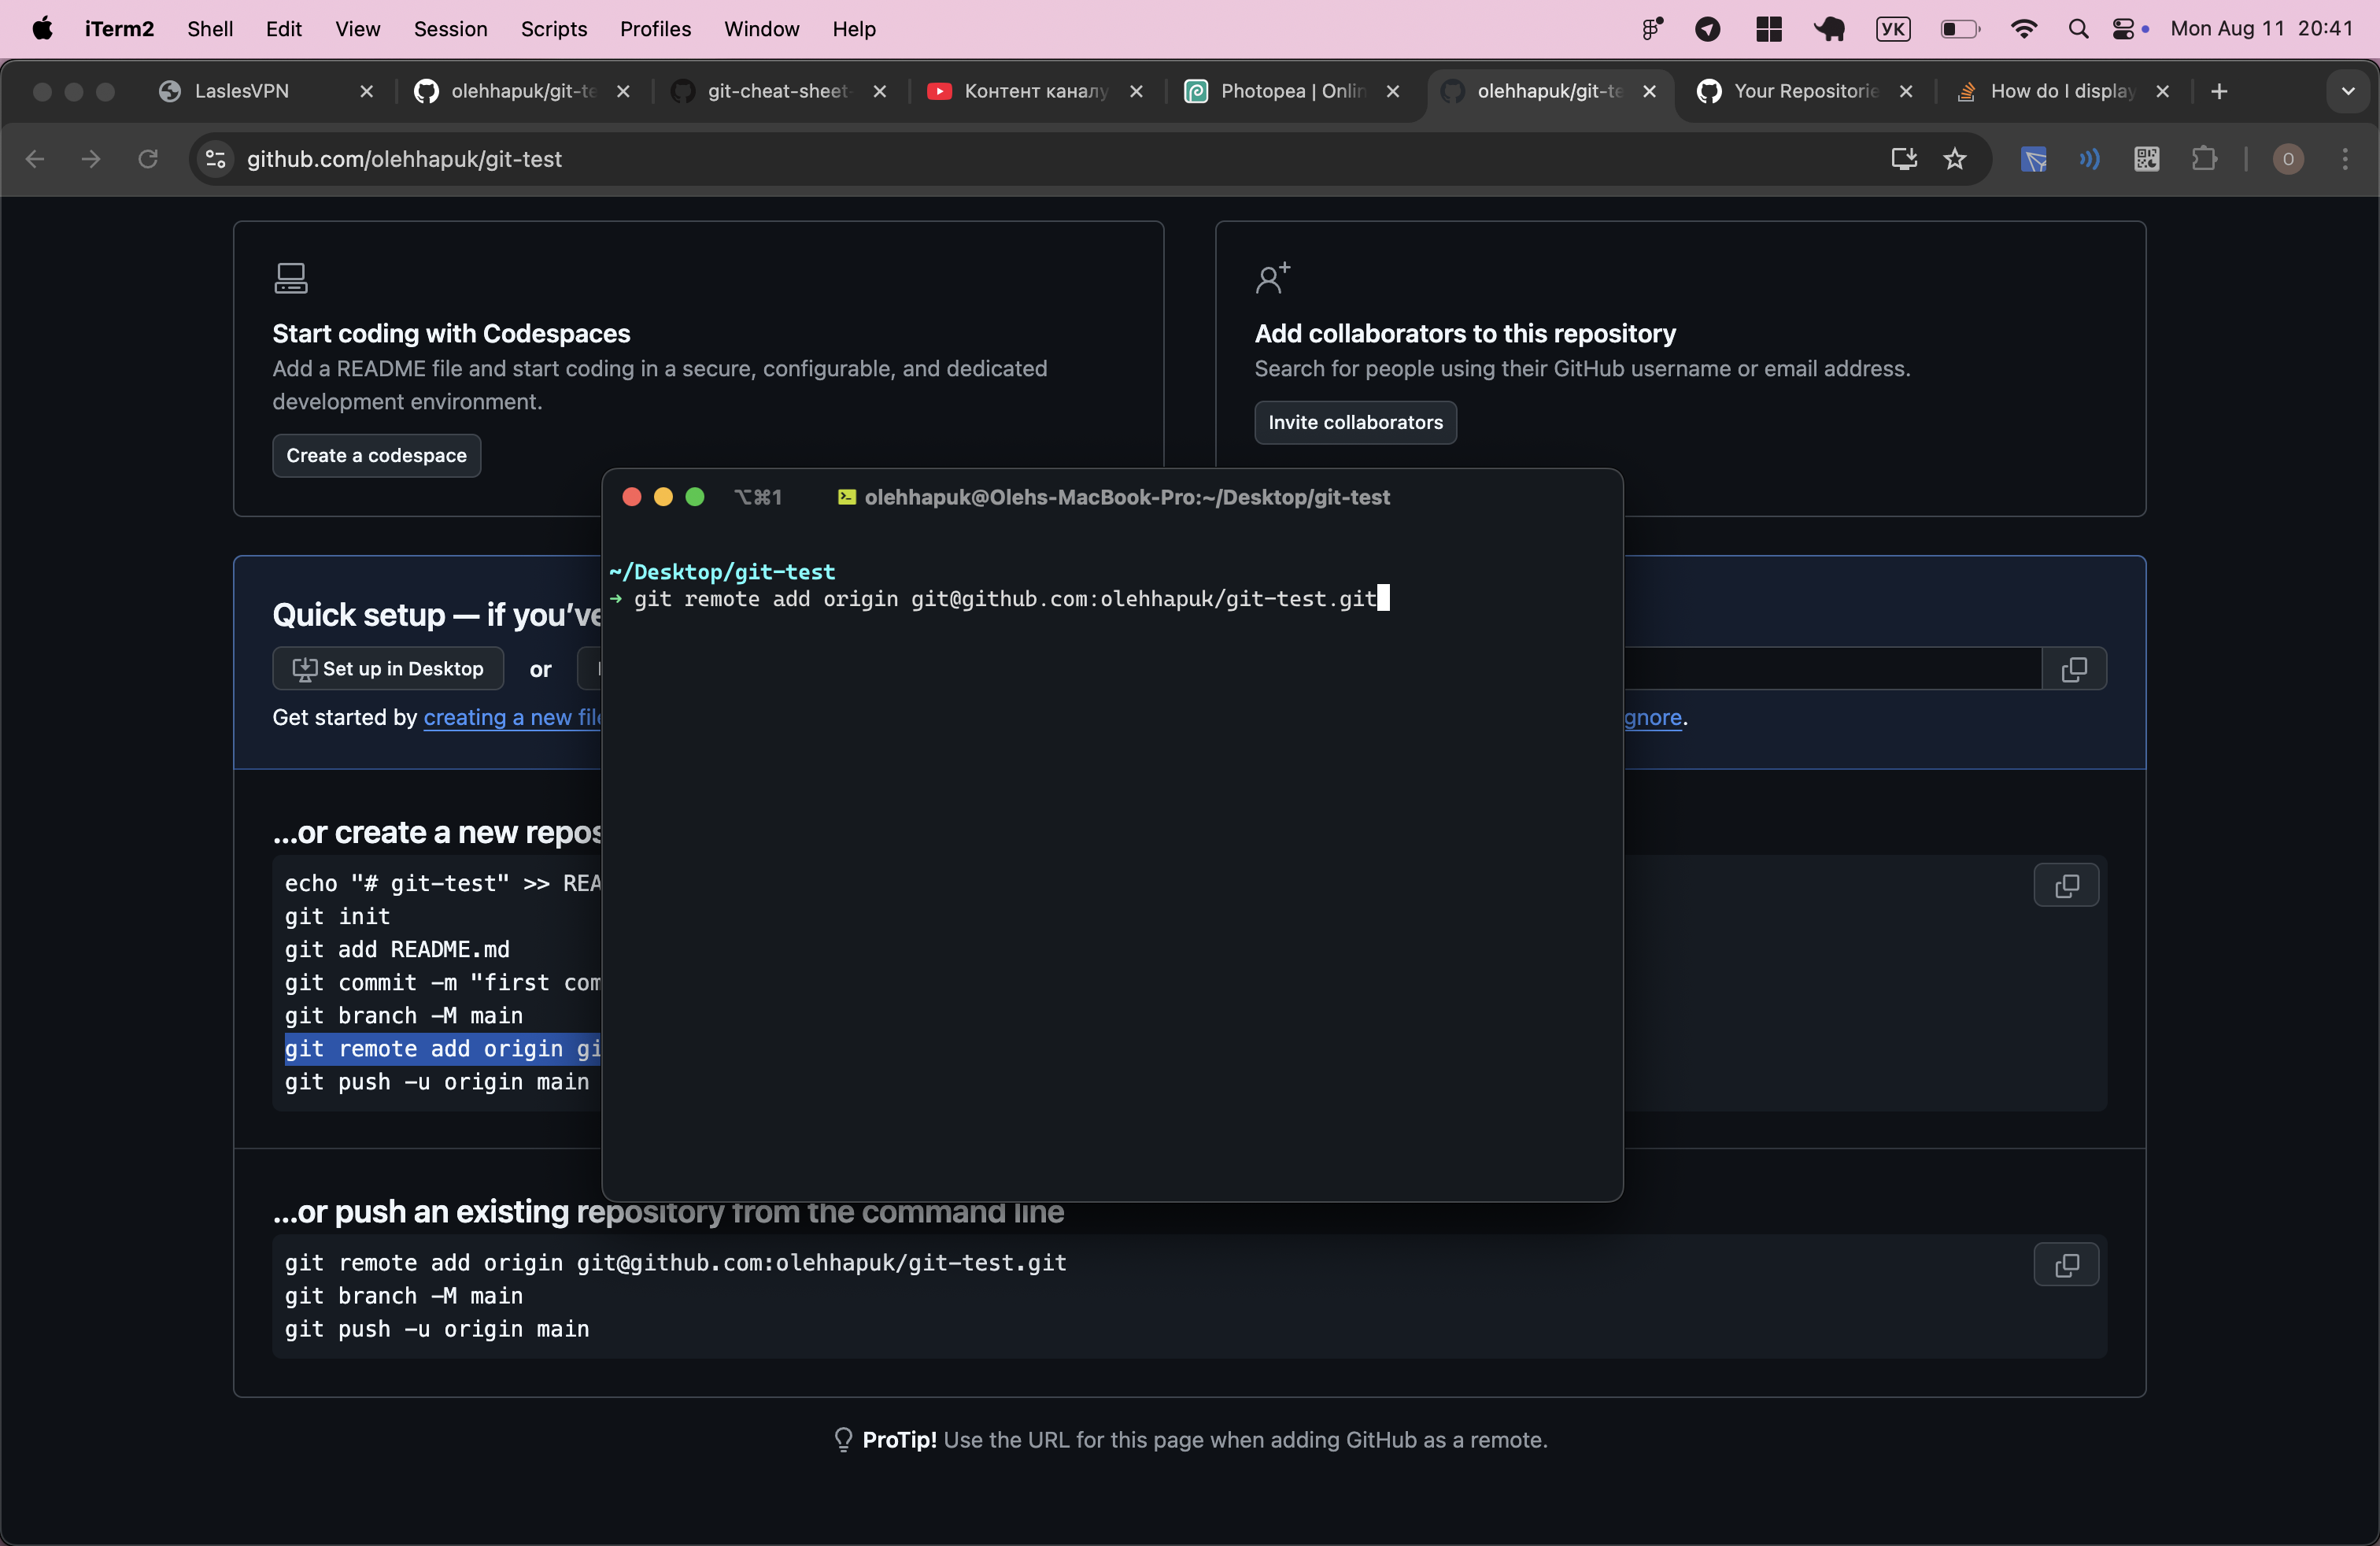 iTerm2 Shell Edit View Session Scripts Profiles Window Help УК Mon Aug 11 20:41
LaslesVPN olehhapuk/git-te git-cheat-sheet Контент каналу Photopea | Onlin olehhapuk/git-te Your Repositorie How do I display
github.com/olehhapuk/git-test O
Start coding with Codespaces
Add a README file and start coding in a secure, configurable, and dedicated
development environment.
Create a codespace
Add collaborators to this repository
Search for people using their GitHub username or email address.
Invite collaborators
⌥⌘1 olehhapuk@Olehs-MacBook-Pro:~/Desktop/git-test
~/Desktop/git-test
→ git remote add origin git@github.com:olehhapuk/git-test.git
Quick setup — if you've
Set up in Desktop or
Get started by creating a new file
gnore.
...or create a new repos
echo "# git-test" >> REA
git init
git add README.md
git commit -m "first com
git branch -M main
git remote add origin gi
git push -u origin main
...or push an existing repository from the command line
git remote add origin git@github.com:olehhapuk/git-test.git
git branch -M main
git push -u origin main
ProTip! Use the URL for this page when adding GitHub as a remote.